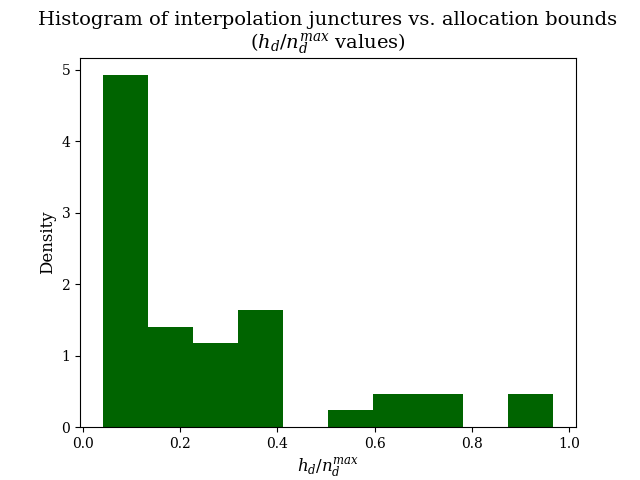 Histogram of interpolation junctures vs. allocation bounds
($h_d/n_d^{max}$ values)
5
4
3
2
1
0
Density
0.0 0.2 0.4 0.6 0.8 1.0
$h_d/n_d^{max}$